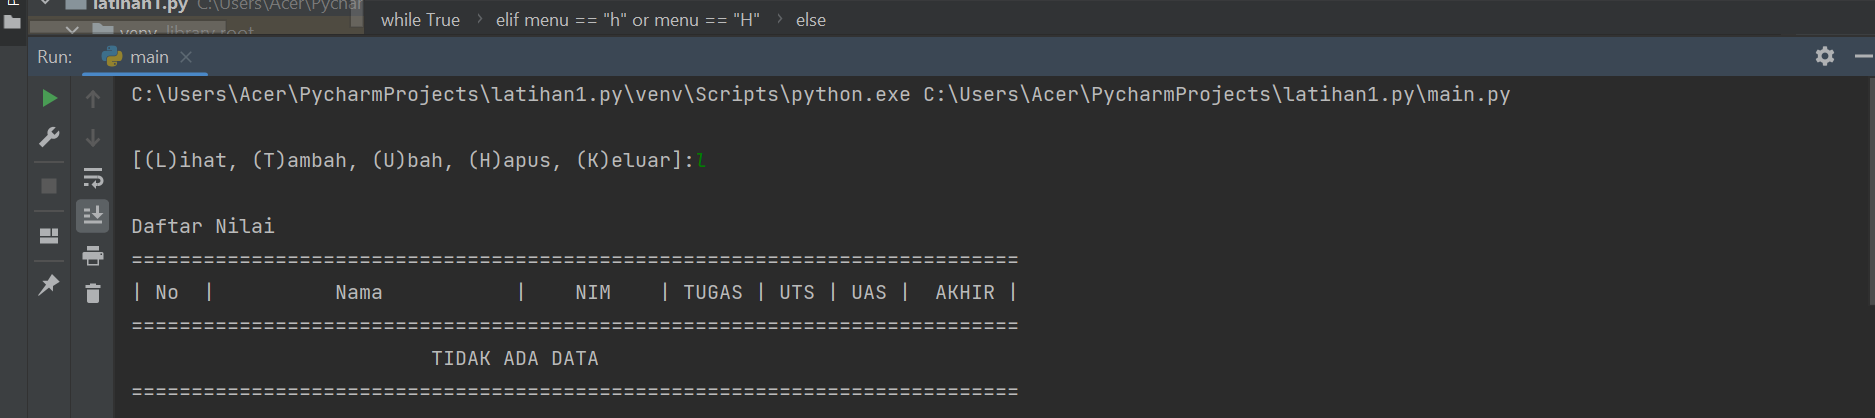 latihan1.py C:\Users\Acer\Pychar
venv library root
while True > elif menu == "h" or menu == "H" > else
Run: main
C:\Users\Acer\PycharmProjects\latihan1.py\venv\Scripts\python.exe C:\Users\Acer\PycharmProjects\latihan1.py\main.py
[(L)ihat, (T)ambah, (U)bah, (H)apus, (K)eluar]:l
Daftar Nilai
==========================================================================
| No  |          Nama           |    NIM    | TUGAS | UTS | UAS |  AKHIR |
==========================================================================
TIDAK ADA DATA
==========================================================================